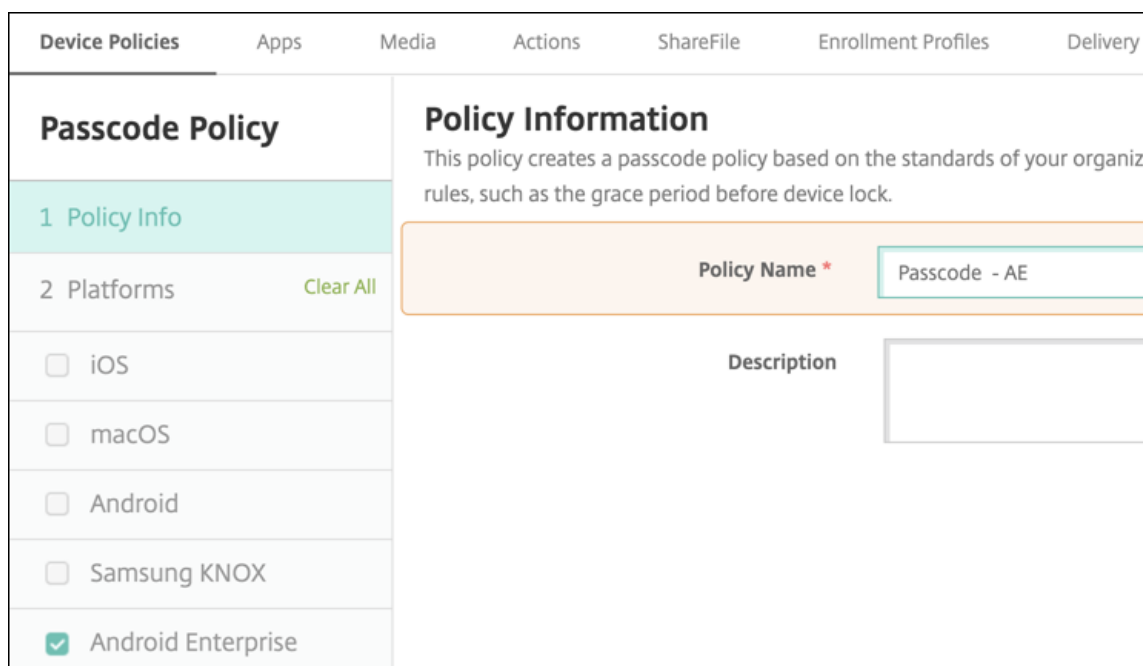 Device Policies Apps Media Actions ShareFile Enrollment Profiles Delivery
Passcode Policy
1 Policy Info
2 Platforms Clear All
iOS
macOS
Android
Samsung KNOX
Android Enterprise
Policy Information
This policy creates a passcode policy based on the standards of your organiz
rules, such as the grace period before device lock.
Policy Name * Passcode - AE
Description